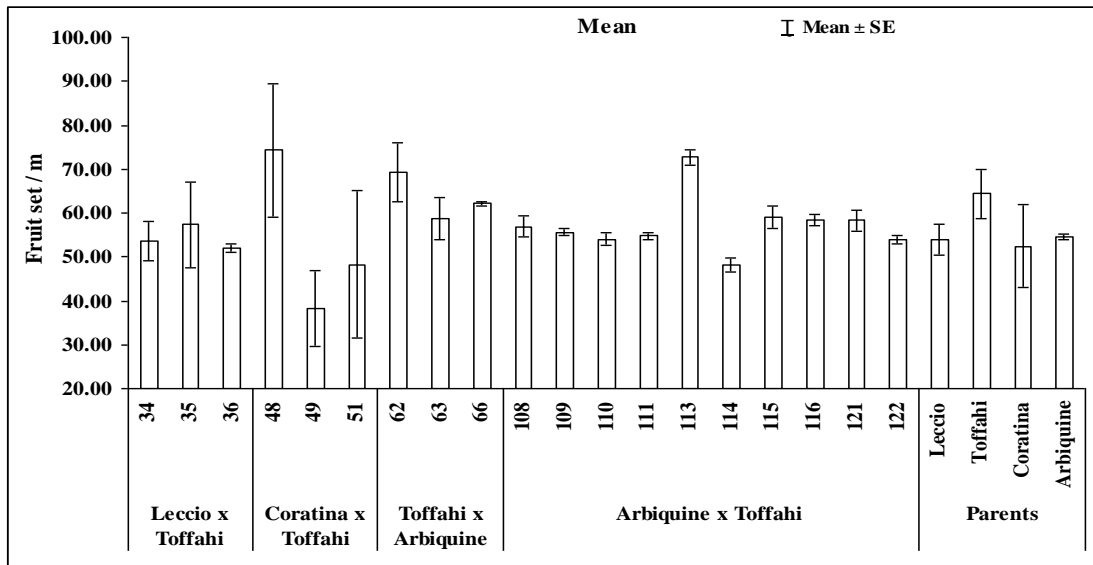 Mean
Mean ± SE
Fruit set / m
100.00
90.00
80.00
70.00
60.00
50.00
40.00
30.00
20.00
34
35
36
48
49
51
62
63
66
108
109
110
111
113
114
115
116
121
122
Leccio
Toffahi
Coratina
Arbiquine
Leccio x
Toffahi
Coratina x
Toffahi
Toffahi x
Arbiquine
Arbiquine x Toffahi
Parents